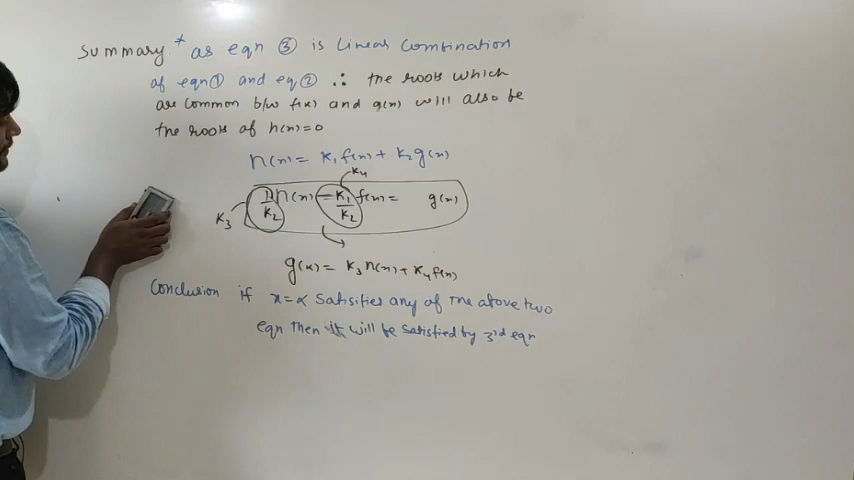 Summary * as eqn ③ is Linear Combination
of eqn① and eq② ∴ the roots which
are common b/w f(x) and g(x) will also be
the roots of h(x)=0
h(x) = K₁f(x) + K₂g(x)
K₄
1/K₂ h(x) - K₁/K₂ f(x) = g(x)
K₃
g(x) = K₃h(x) + K₄f(x)
Conclusion if x=α Satisifies any of the above two
eqn then it will be satisfied by 3rd eqn